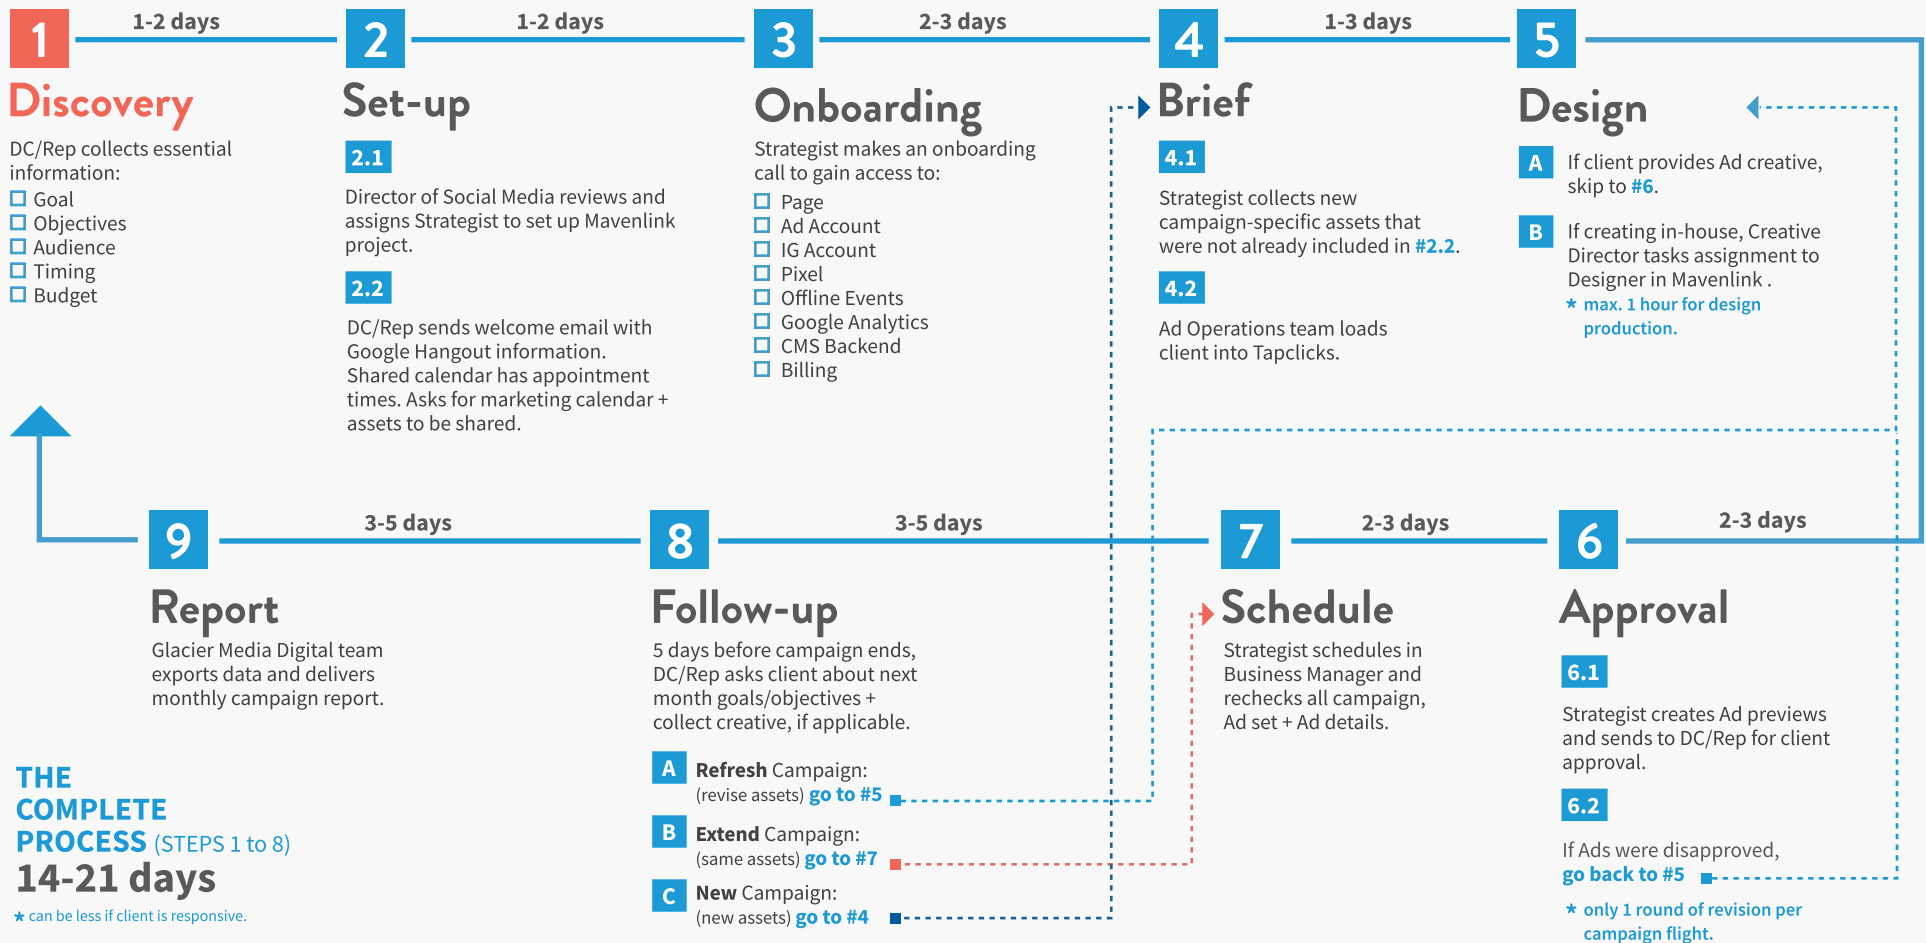 1
1-2 days
2
1-2 days
3
2-3 days
4
1-3 days
5
Discovery
DC/Rep collects essential
information:
Goal
Objectives
Audience
Timing
Budget
Set-up
2.1
Director of Social Media reviews and
assigns Strategist to set up Mavenlink
project.
2.2
DC/Rep sends welcome email with
Google Hangout information.
Shared calendar has appointment
times. Asks for marketing calendar +
assets to be shared.
Onboarding
Strategist makes an onboarding
call to gain access to:
Page
Ad Account
IG Account
Pixel
Offline Events
Google Analytics
CMS Backend
Billing
Brief
4.1
Strategist collects new
campaign-specific assets that
were not already included in #2.2.
4.2
Ad Operations team loads
client into Tapclicks.
Design
A
If client provides Ad creative,
skip to #6.
B
If creating in-house, Creative
Director tasks assignment to
Designer in Mavenlink .
* max. 1 hour for design
production.
9
3-5 days
8
3-5 days
7
2-3 days
6
2-3 days
Report
Glacier Media Digital team
exports data and delivers
monthly campaign report.
Follow-up
5 days before campaign ends,
DC/Rep asks client about next
month goals/objectives +
collect creative, if applicable.
A
Refresh Campaign:
(revise assets) go to #5
B
Extend Campaign:
(same assets) go to #7
C
New Campaign:
(new assets) go to #4
Schedule
Strategist schedules in
Business Manager and
rechecks all campaign,
Ad set + Ad details.
Approval
6.1
Strategist creates Ad previews
and sends to DC/Rep for client
approval.
6.2
If Ads were disapproved,
go back to #5
* only 1 round of revision per
campaign flight.
THE
COMPLETE
PROCESS (STEPS 1 to 8)
14-21 days
* can be less if client is responsive.